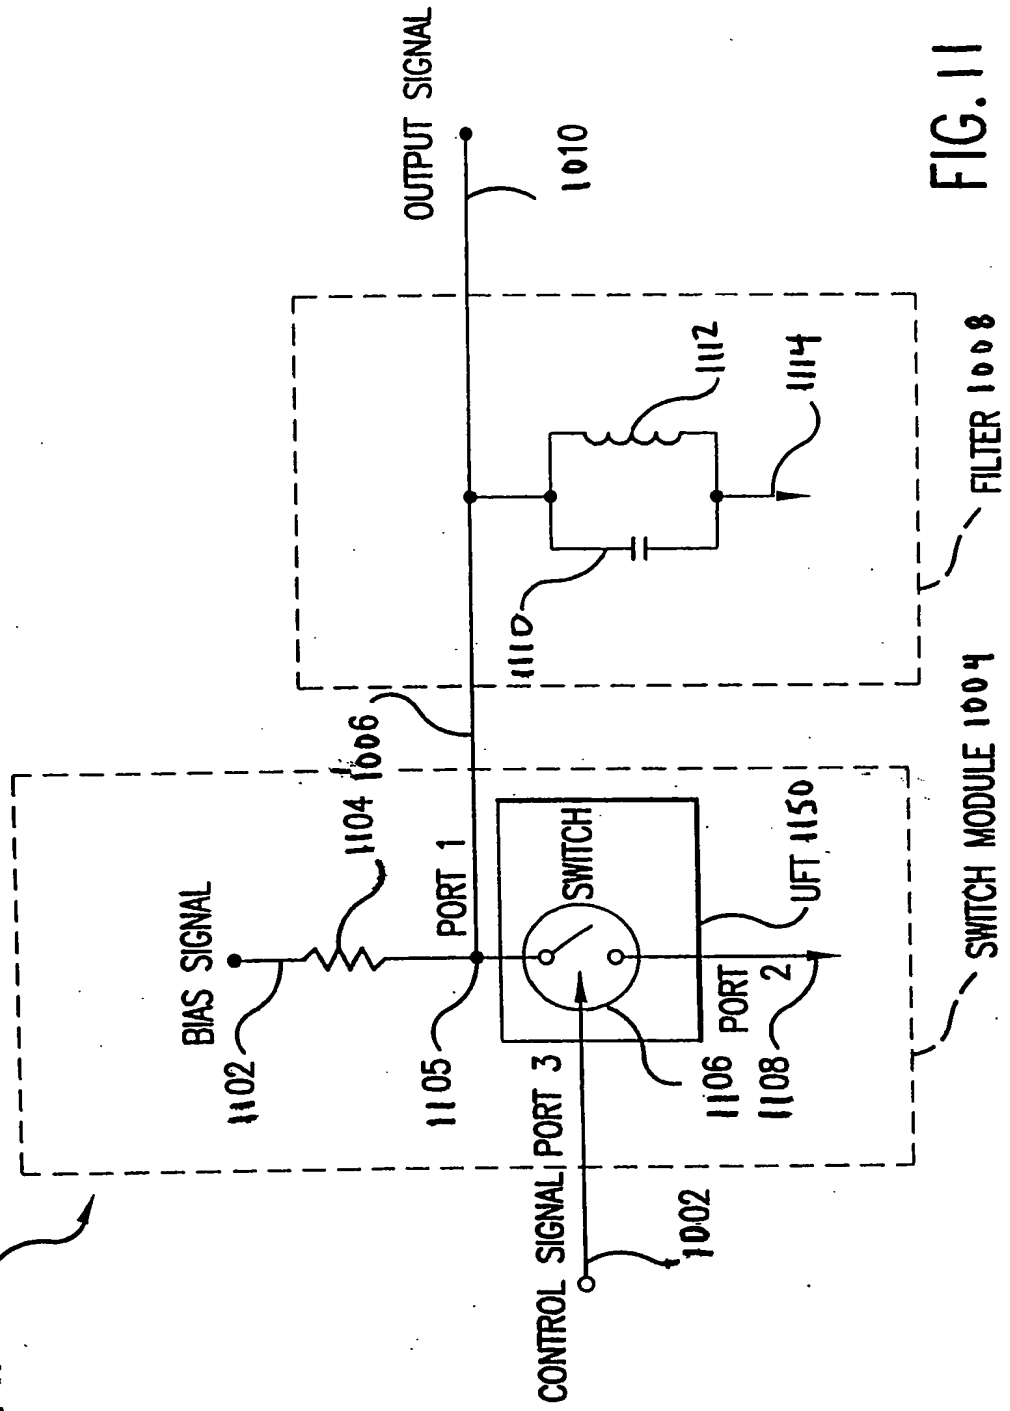 BIAS SIGNAL
1102
1104
1006
PORT 1
1105
OUTPUT SIGNAL
1010
CONTROL SIGNAL
PORT 3
1002
SWITCH
1106
PORT 2
1108
UFT 1150
1110
1112
1114
SWITCH MODULE 1004
FILTER 1008
FIG. 11